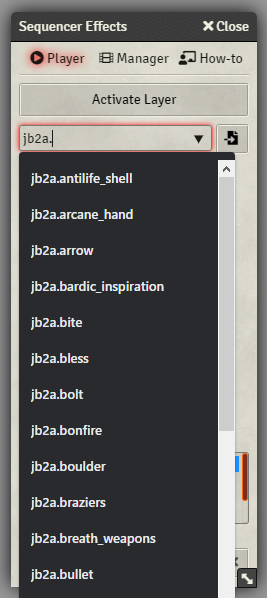 Sequencer Effects Close
Player Manager How-to
Activate Layer
jb2a.
jb2a.antilife_shell
jb2a.arcane_hand
jb2a.arrow
jb2a.bardic_inspiration
jb2a.bite
jb2a.bless
jb2a.bolt
jb2a.bonfire
jb2a.boulder
jb2a.braziers
jb2a.breath_weapons
jb2a.bullet